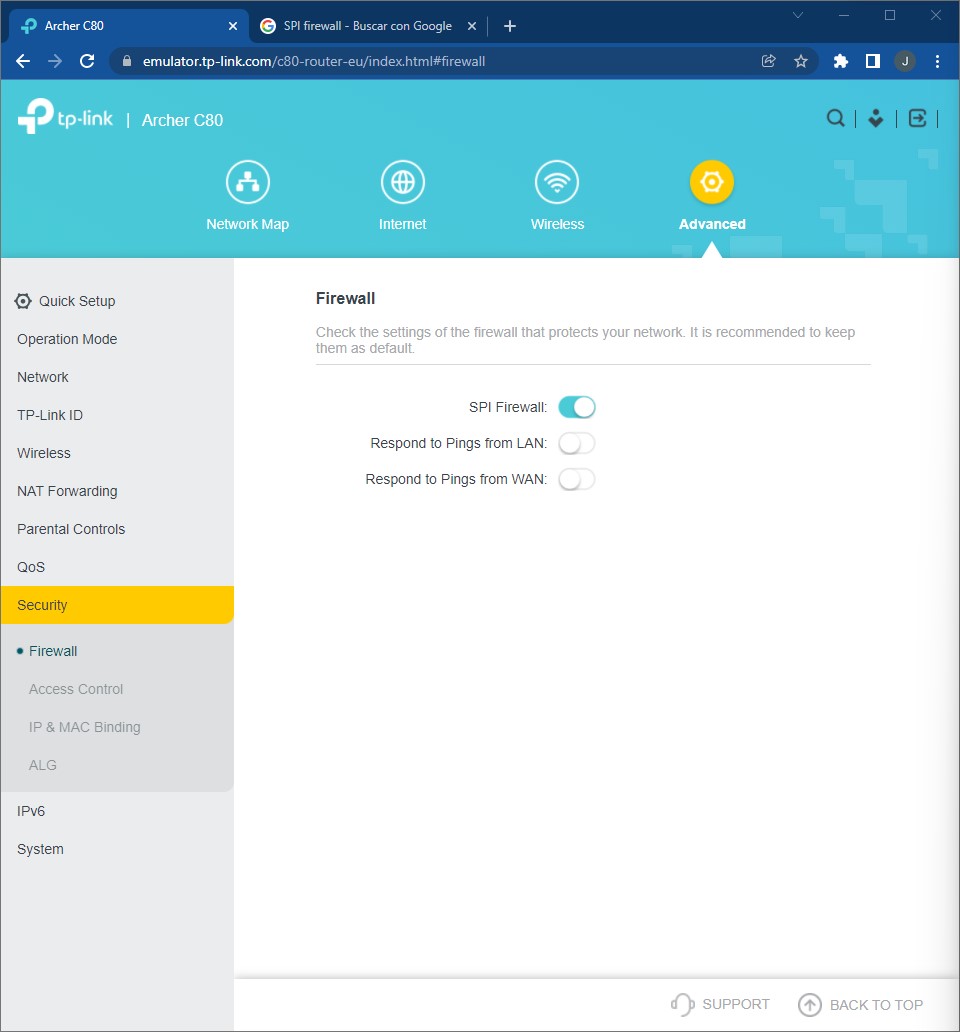 Archer C80
SPI firewall - Buscar con Google
emulator.tp-link.com/c80-router-eu/index.html#firewall
J
tp-link | Archer C80
Network Map
Internet
Wireless
Advanced
Quick Setup
Operation Mode
Network
TP-Link ID
Wireless
NAT Forwarding
Parental Controls
QoS
Security
Firewall
Access Control
IP & MAC Binding
ALG
IPv6
System
Firewall
Check the settings of the firewall that protects your network. It is recommended to keep
them as default.
SPI Firewall:
Respond to Pings from LAN:
Respond to Pings from WAN:
SUPPORT
BACK TO TOP